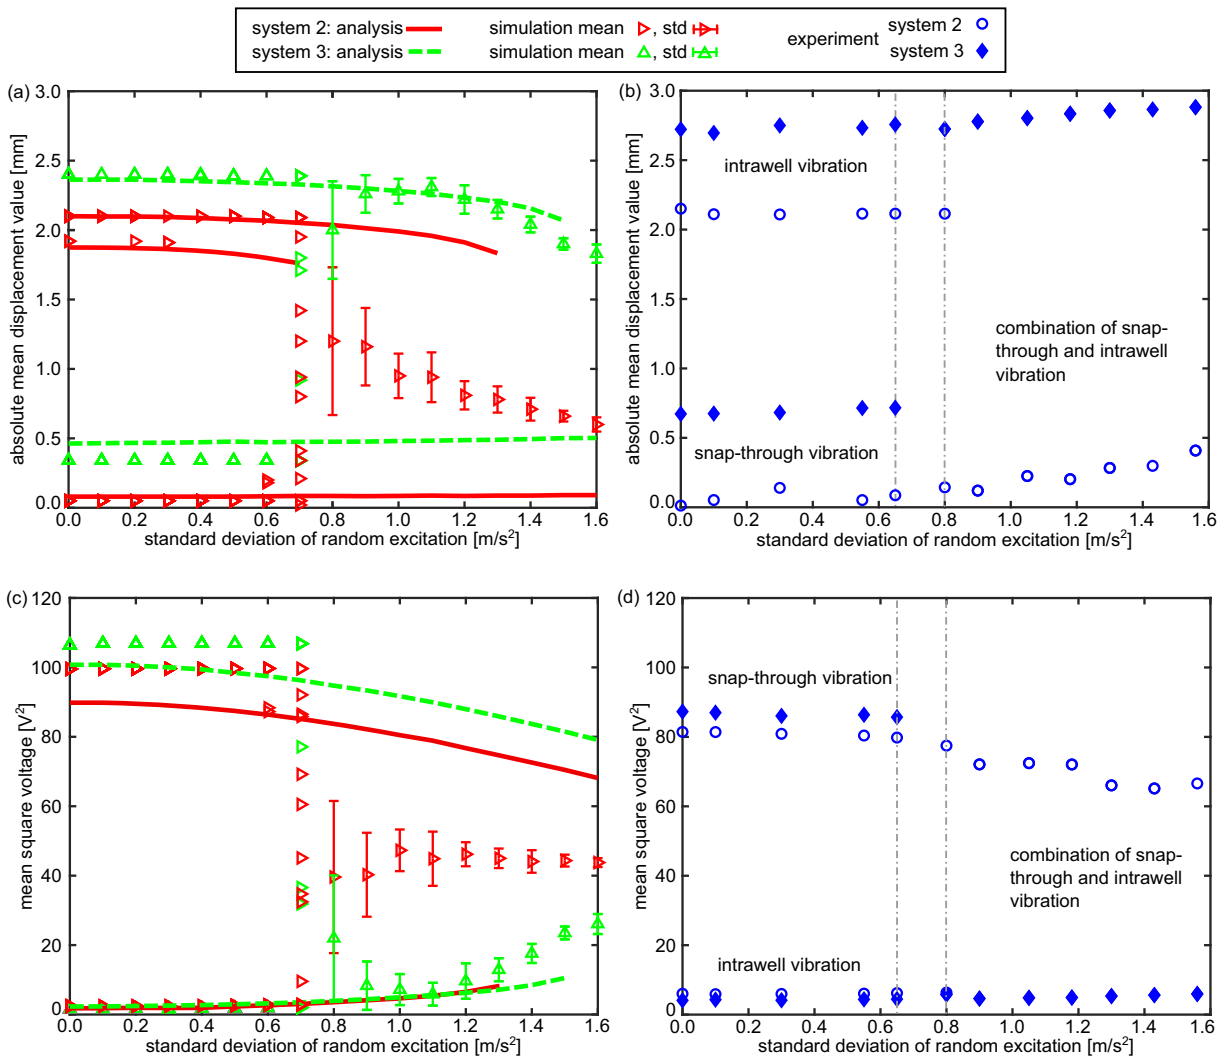 system 2: analysis simulation mean , std experiment system 2
system 3: analysis simulation mean , std system 3
(a)
3.0
2.5
2.0
1.5
1.0
0.5
0.0
absolute mean displacement value [mm]
0.0 0.2 0.4 0.6 0.8 1.0 1.2 1.4 1.6
standard deviation of random excitation [m/s²]
(b)
3.0
2.5
2.0
1.5
1.0
0.5
0.0
absolute mean displacement value [mm]
intrawell vibration
combination of snap-
through and intrawell
vibration
snap-through vibration
0.0 0.2 0.4 0.6 0.8 1.0 1.2 1.4 1.6
standard deviation of random excitation [m/s²]
(c)
120
100
80
60
40
20
0
mean square voltage [V²]
0.0 0.2 0.4 0.6 0.8 1.0 1.2 1.4 1.6
standard deviation of random excitation [m/s²]
(d)
120
100
80
60
40
20
0
mean square voltage [V²]
snap-through vibration
combination of snap-
through and intrawell
vibration
intrawell vibration
0.0 0.2 0.4 0.6 0.8 1.0 1.2 1.4 1.6
standard deviation of random excitation [m/s²]